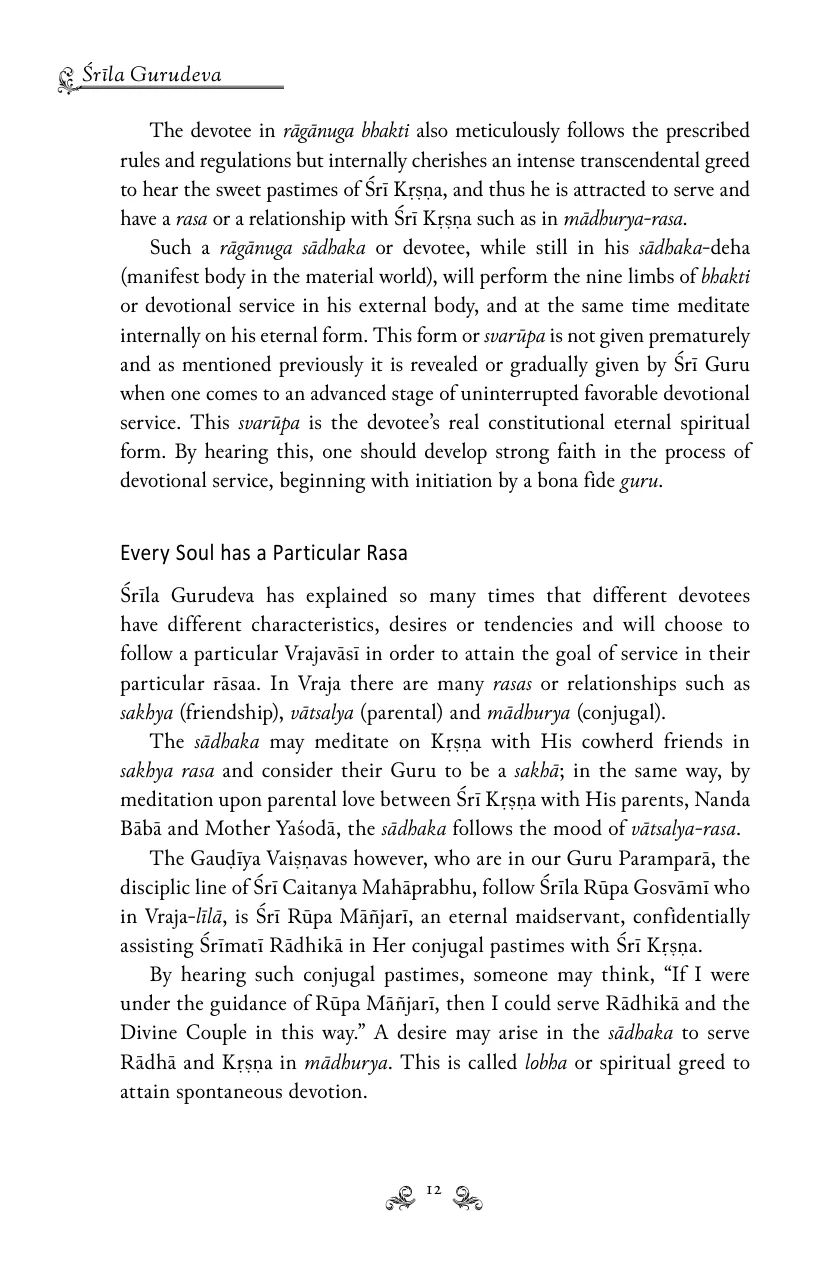 Śrīla Gurudeva
The devotee in rāgānuga bhakti also meticulously follows the prescribed
rules and regulations but internally cherishes an intense transcendental greed
to hear the sweet pastimes of Śrī Kṛṣṇa, and thus he is attracted to serve and
have a rasa or a relationship with Śrī Kṛṣṇa such as in mādhurya-rasa.
Such a rāgānuga sādhaka or devotee, while still in his sādhaka-deha
(manifest body in the material world), will perform the nine limbs of bhakti
or devotional service in his external body, and at the same time meditate
internally on his eternal form. This form or svarūpa is not given prematurely
and as mentioned previously it is revealed or gradually given by Śrī Guru
when one comes to an advanced stage of uninterrupted favorable devotional
service. This svarūpa is the devotee’s real constitutional eternal spiritual
form. By hearing this, one should develop strong faith in the process of
devotional service, beginning with initiation by a bona fide guru.
Every Soul has a Particular Rasa
Śrīla Gurudeva has explained so many times that different devotees
have different characteristics, desires or tendencies and will choose to
follow a particular Vrajavāsī in order to attain the goal of service in their
particular rāsaa. In Vraja there are many rasas or relationships such as
sakhya (friendship), vātsalya (parental) and mādhurya (conjugal).
The sādhaka may meditate on Kṛṣṇa with His cowherd friends in
sakhya rasa and consider their Guru to be a sakhā; in the same way, by
meditation upon parental love between Śrī Kṛṣṇa with His parents, Nanda
Bābā and Mother Yaśodā, the sādhaka follows the mood of vātsalya-rasa.
The Gauḍīya Vaiṣṇavas however, who are in our Guru Paramparā, the
disciplic line of Śrī Caitanya Mahāprabhu, follow Śrīla Rūpa Gosvāmī who
in Vraja-līlā, is Śrī Rūpa Māñjarī, an eternal maidservant, confidentially
assisting Śrīmatī Rādhikā in Her conjugal pastimes with Śrī Kṛṣṇa.
By hearing such conjugal pastimes, someone may think, “If I were
under the guidance of Rūpa Māñjarī, then I could serve Rādhikā and the
Divine Couple in this way.” A desire may arise in the sādhaka to serve
Rādhā and Kṛṣṇa in mādhurya. This is called lobha or spiritual greed to
attain spontaneous devotion.
12